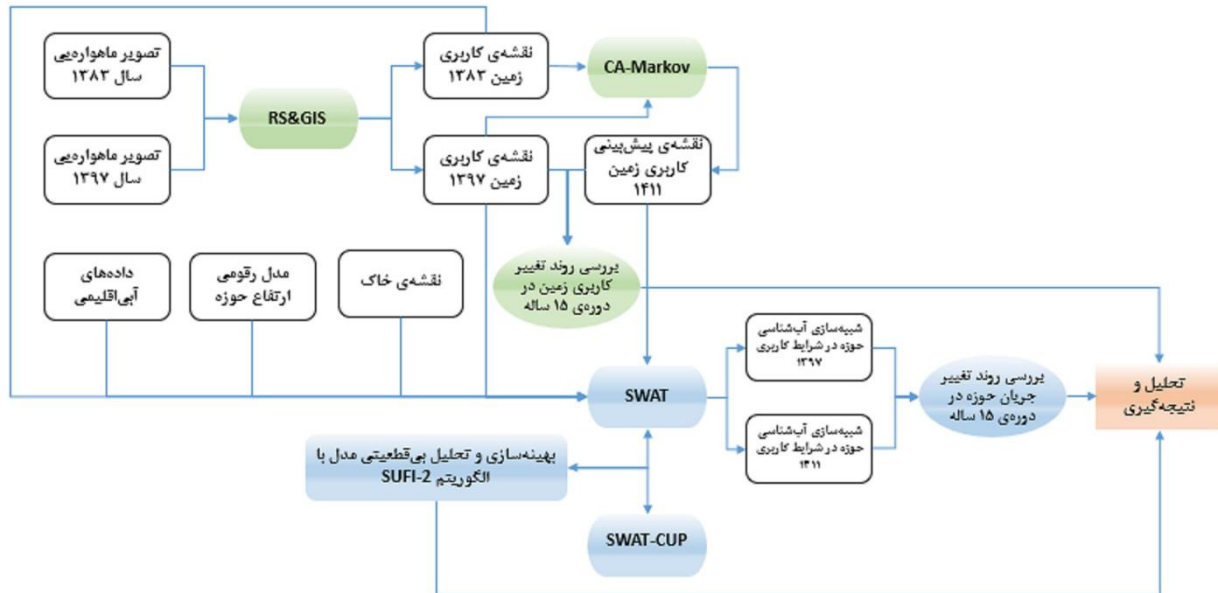 تصویر ماهواره‌یی
سال ۱۳۸۳
تصویر ماهواره‌یی
سال ۱۳۹۷
RS&GIS
نقشه‌ی کاربری
زمین ۱۳۸۳
نقشه‌ی کاربری
زمین ۱۳۹۷
CA-Markov
نقشه‌ی پیش‌بینی
کاربری زمین
۱۴۱۱
بررسی روند تغییر
کاربری زمین در
دوره‌ی ۱۵ ساله
داده‌های
آبی‌اقلیمی
مدل رقومی
ارتفاع حوزه
نقشه‌ی خاک
SWAT
شبیه‌سازی آب‌شناسی
حوزه در شرایط کاربری
۱۳۹۷
شبیه‌سازی آب‌شناسی
حوزه در شرایط کاربری
۱۴۱۱
بررسی روند تغییر
جریان حوزه در
دوره‌ی ۱۵ ساله
تحلیل و
نتیجه‌گیری
بهینه‌سازی و تحلیل بی‌قطعیتی مدل با
الگوریتم SUFI-2
SWAT-CUP